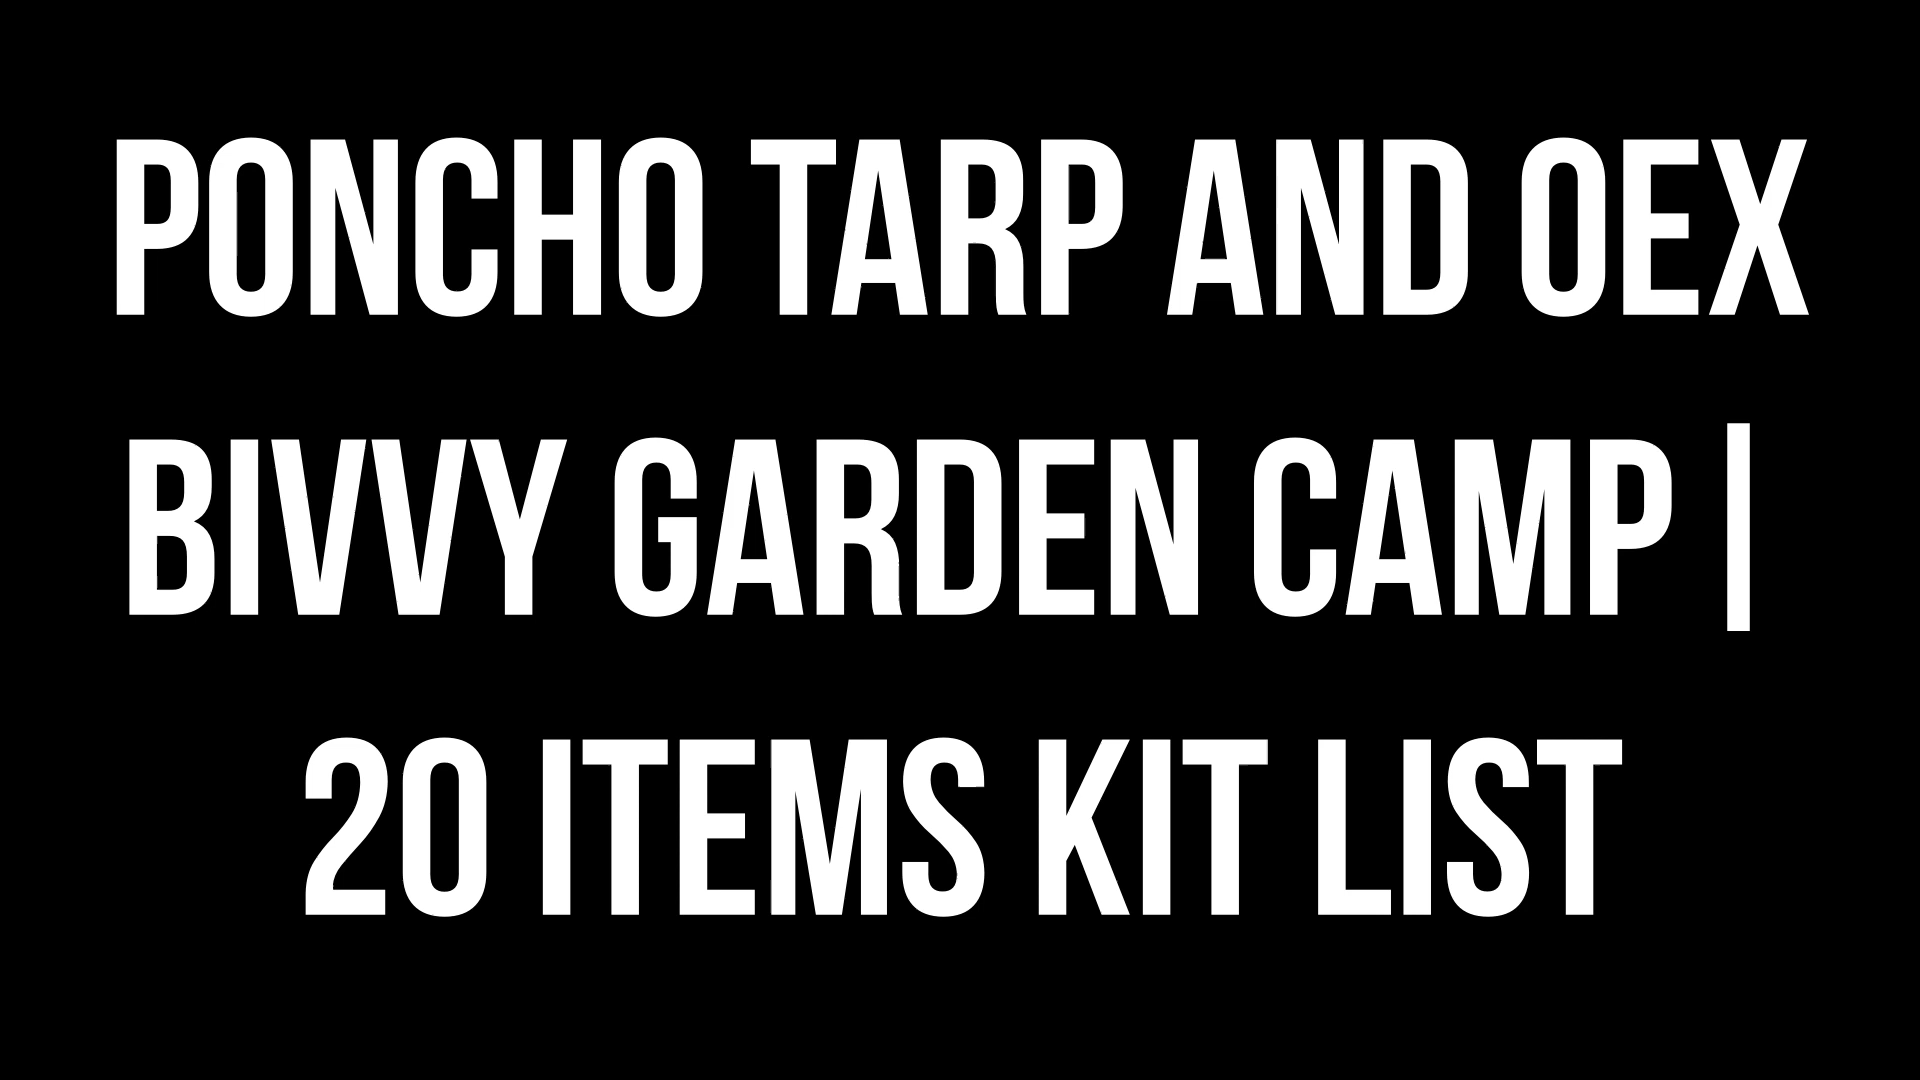 PONCHO TARP AND OEX
BIVVY GARDEN CAMP |
20 ITEMS KIT LIST